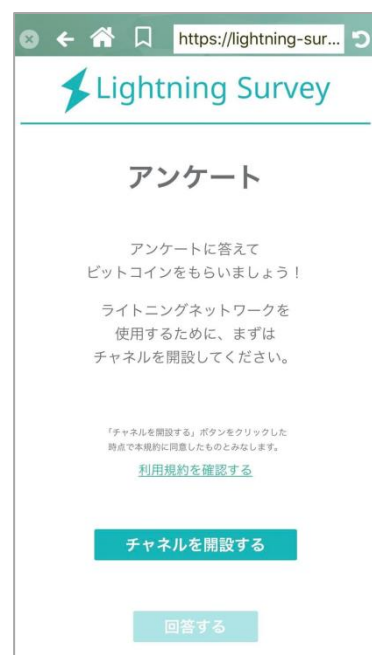 https://lightning-sur...
Lightning Survey
アンケート
アンケートに答えて
ビットコインをもらいましょう！
ライトニングネットワークを
使用するために、まずは
チャネルを開設してください。
「チャネルを開設する」ボタンをクリックした
時点で本規約に同意したものとみなします。
利用規約を確認する
チャネルを開設する
回答する